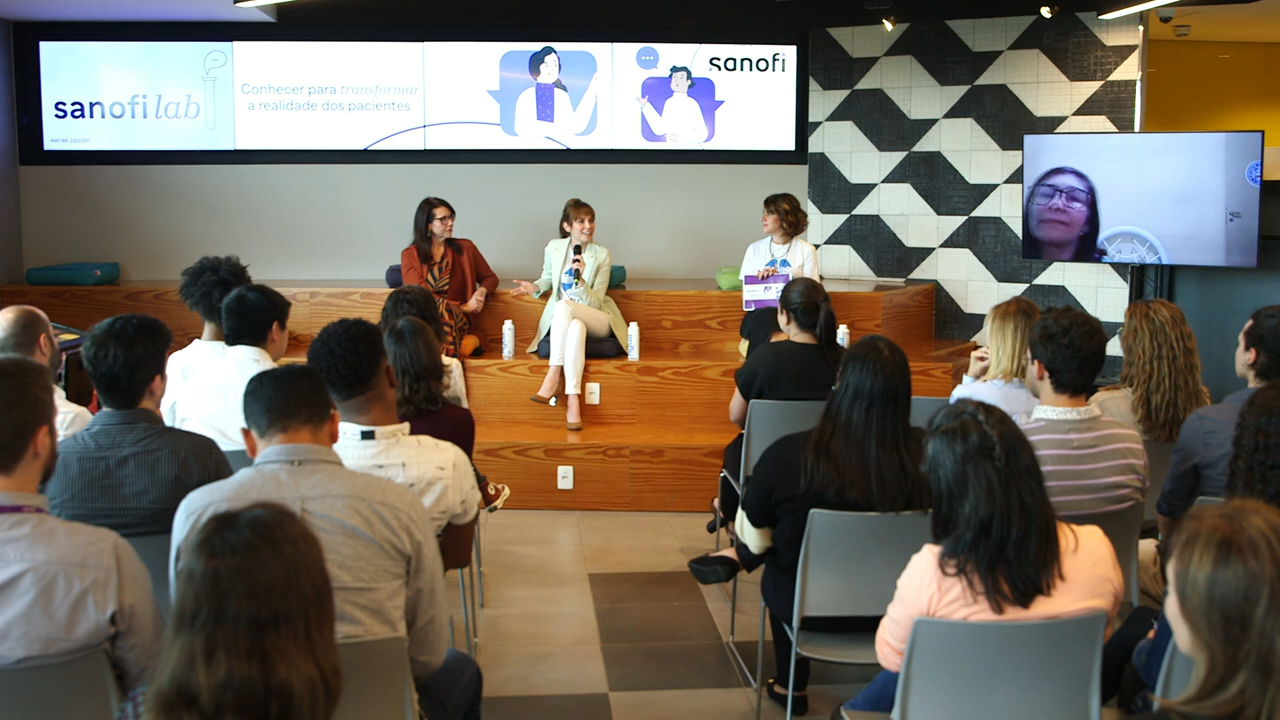 sanofi lab
Conhecer para transformar
a realidade dos pacientes
sanofi